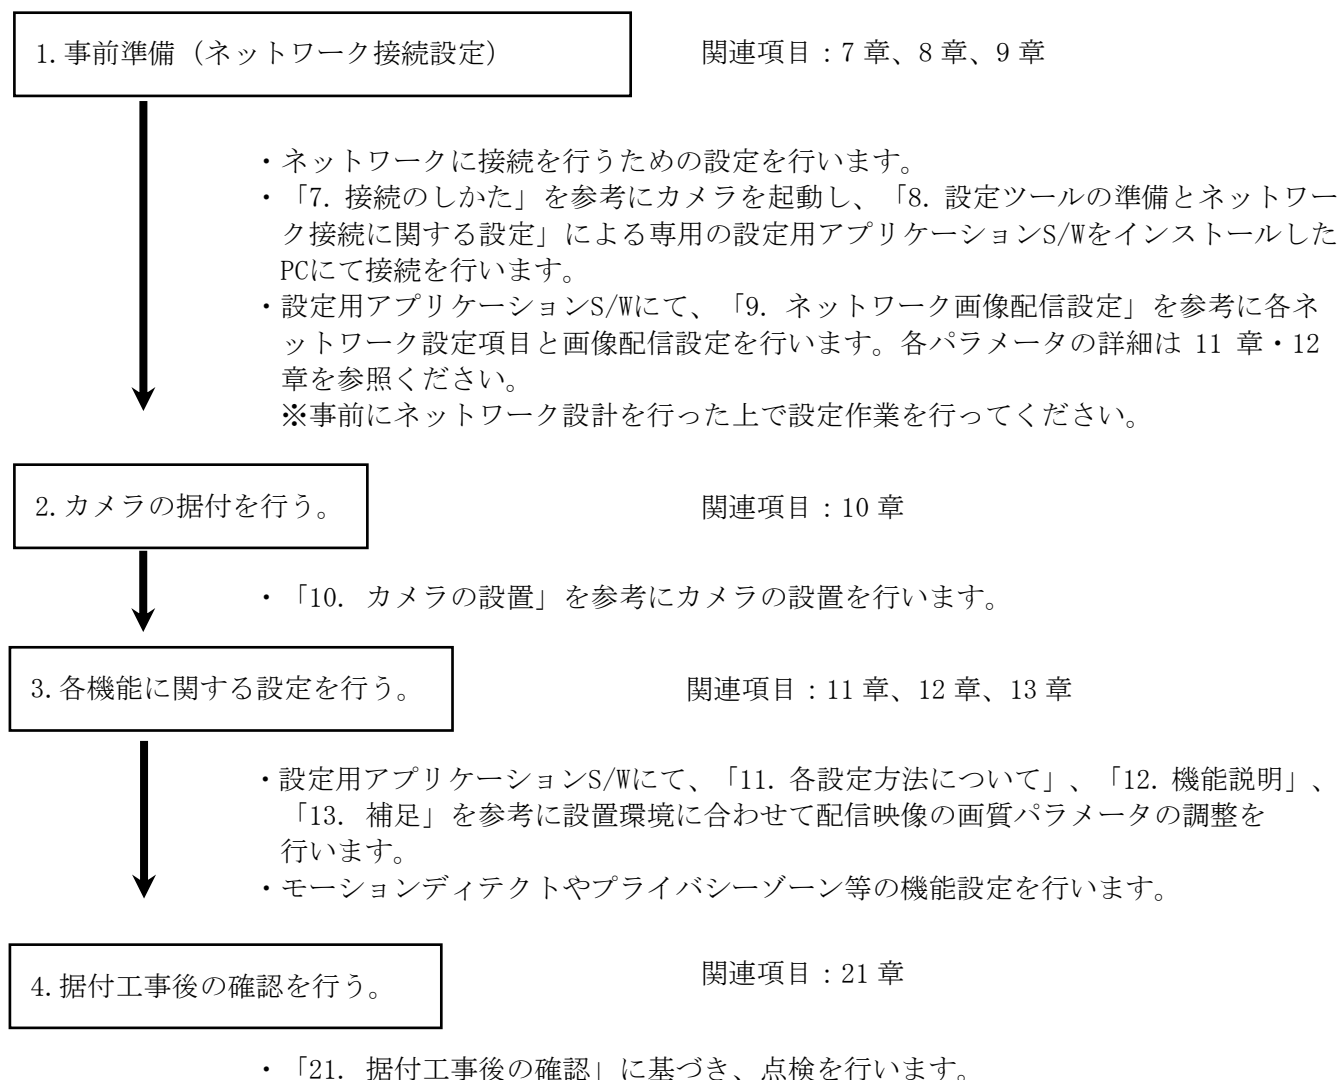 1.事前準備（ネットワーク接続設定） 関連項目：7 章、8 章、9 章
・ネットワークに接続を行うための設定を行います。
・「7. 接続のしかた」を参考にカメラを起動し、「8. 設定ツールの準備とネットワー
ク接続に関する設定」による専用の設定用アプリケーションS/Wをインストールした
PCにて接続を行います。
・設定用アプリケーションS/Wにて、「9. ネットワーク画像配信設定」を参考に各ネ
ットワーク設定項目と画像配信設定を行います。各パラメータの詳細は 11 章・12
章を参照ください。
※事前にネットワーク設計を行った上で設定作業を行ってください。
2.カメラの据付を行う。 関連項目：10 章
・「10. カメラの設置」を参考にカメラの設置を行います。
3.各機能に関する設定を行う。 関連項目：11 章、12 章、13 章
・設定用アプリケーションS/Wにて、「11. 各設定方法について」、「12. 機能説明」、
「13. 補足」を参考に設置環境に合わせて配信映像の画質パラメータの調整を
行います。
・モーションディテクトやプライバシーゾーン等の機能設定を行います。
4.据付工事後の確認を行う。 関連項目：21 章
・「21. 据付工事後の確認」に基づき、点検を行います。